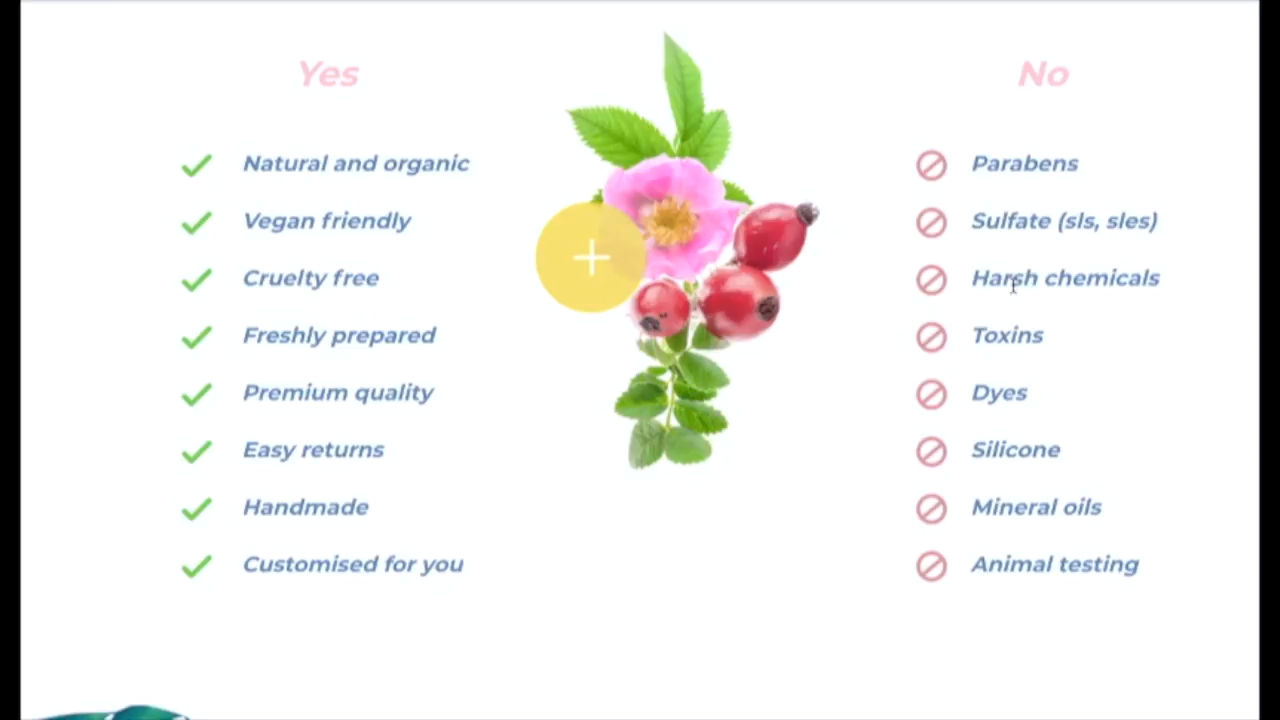 Yes
Natural and organic
Vegan friendly
Cruelty free
Freshly prepared
Premium quality
Easy returns
Handmade
Customised for you
No
Parabens
Sulfate (sls, sles)
Harsh chemicals
Toxins
Dyes
Silicone
Mineral oils
Animal testing